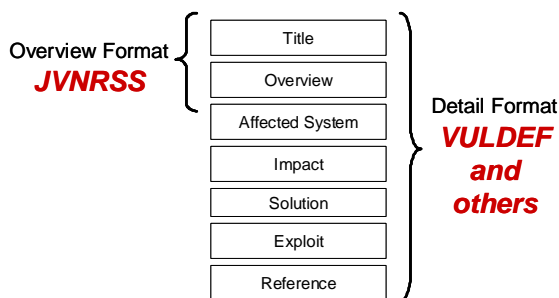 Overview Format
JVNRSS
Title
Overview
Affected System
Impact
Solution
Exploit
Reference
Detail Format
VULDEF
and
others